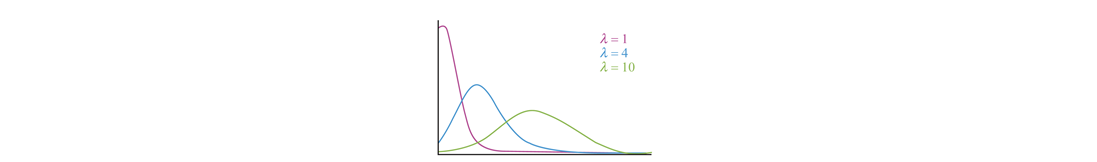 λ = 1
λ = 4
λ = 10